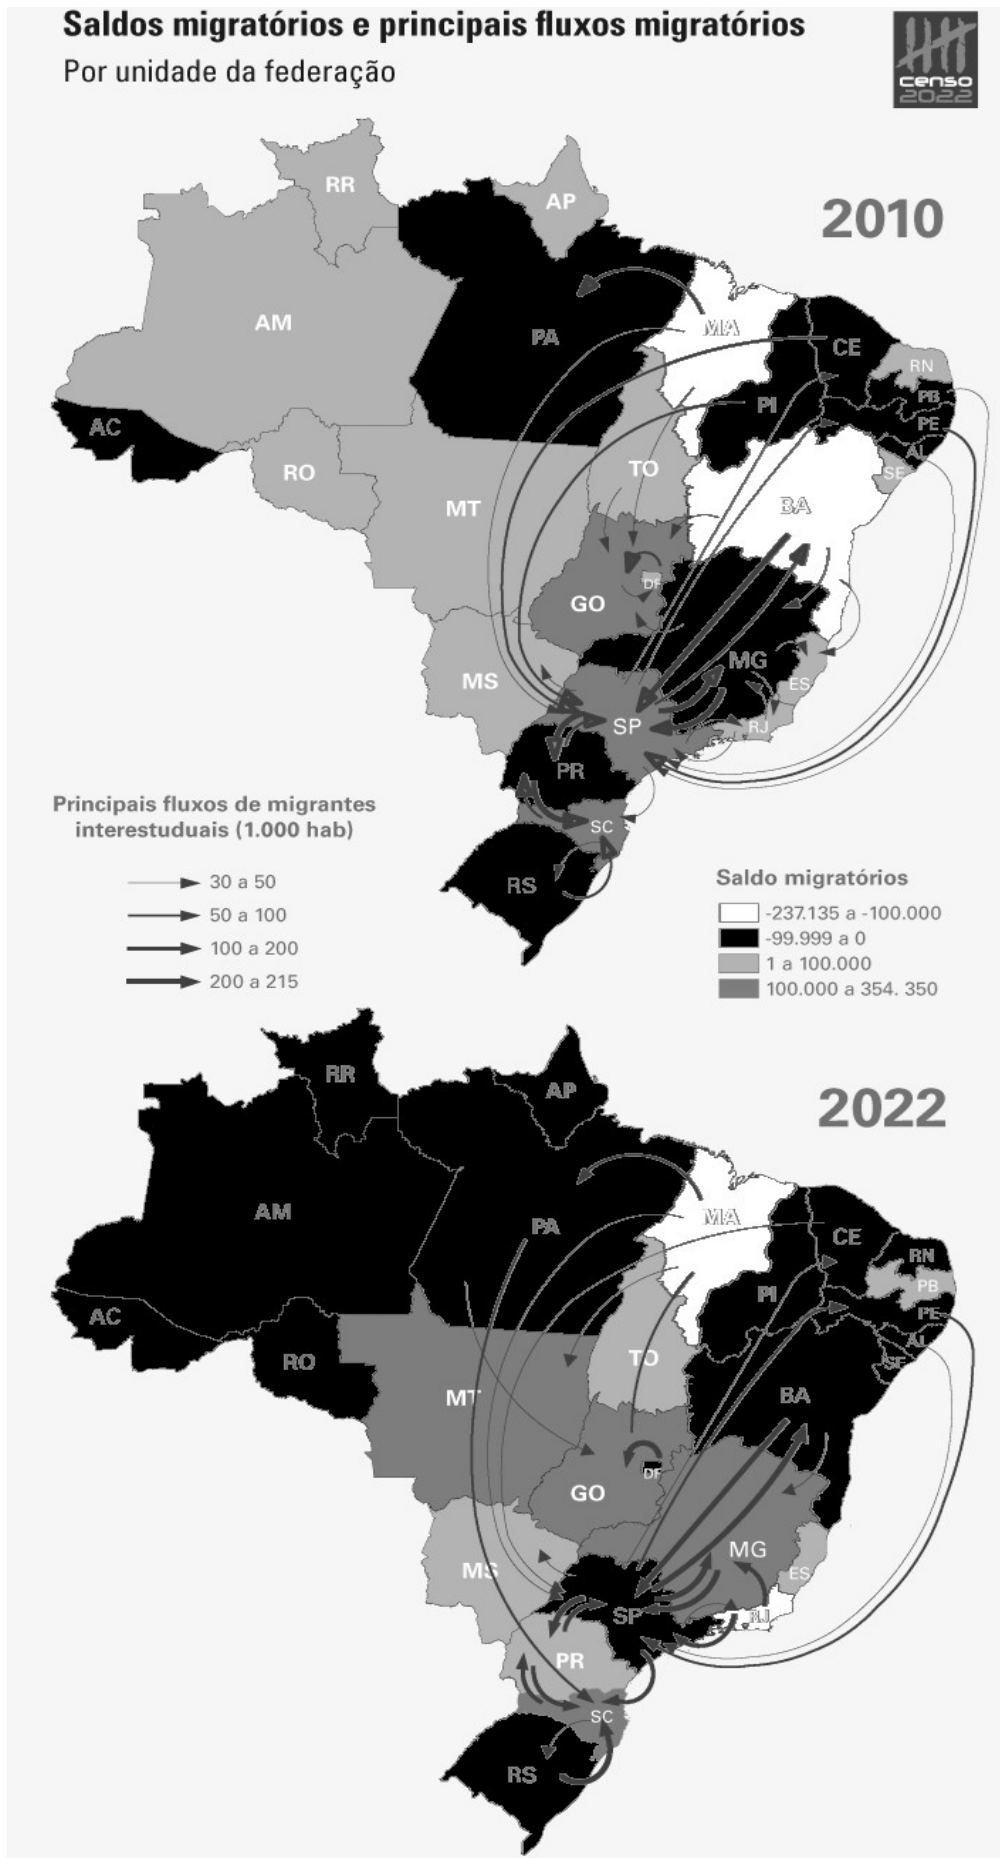 Saldos migratórios e principais fluxos migratórios
Por unidade da federação
censo
2022
2010
RR
AP
AM
PA
MA
CE
RN
PB
PE
AL
SE
PI
AC
RO
TO
MT
BA
DF
GO
MG
MS
ES
SP
RJ
PR
SC
RS
Principais fluxos de migrantes
interestuduais (1.000 hab)
30 a 50
50 a 100
100 a 200
200 a 215
Saldo migratórios
-237.135 a -100.000
-99.999 a 0
1 a 100.000
100.000 a 354. 350
2022
RR
AP
AM
PA
MA
CE
RN
PB
PE
AL
SE
PI
AC
RO
TO
MT
BA
DF
GO
MG
MS
ES
SP
RJ
PR
SC
RS